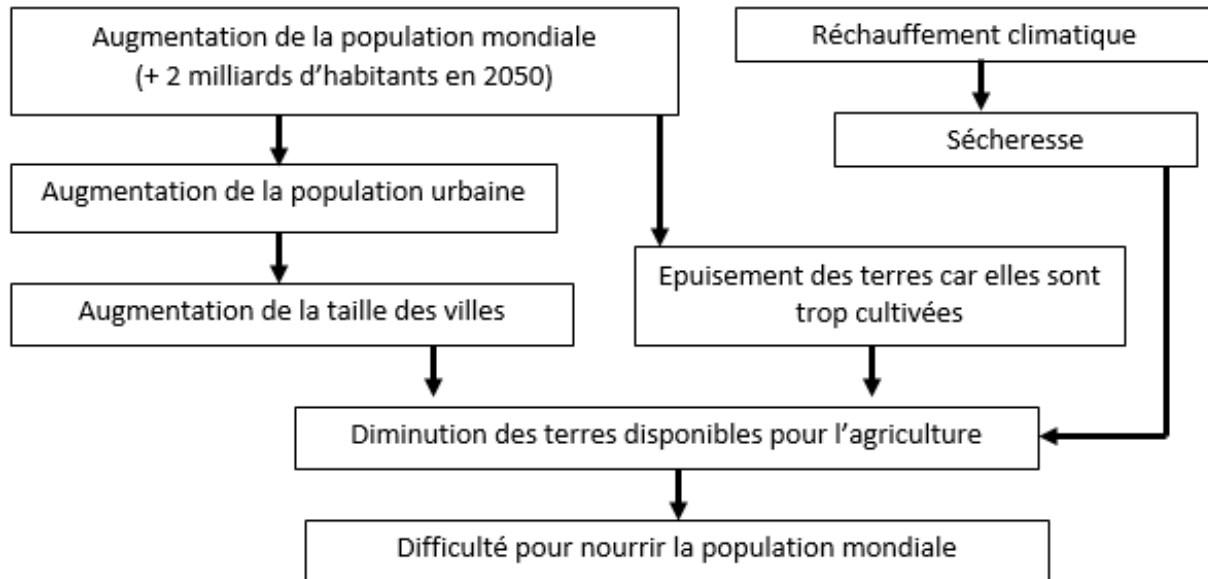 Augmentation de la population mondiale
(+ 2 milliards d’habitants en 2050)
Réchauffement climatique
Sécheresse
Augmentation de la population urbaine
Epuisement des terres car elles sont
trop cultivées
Augmentation de la taille des villes
Diminution des terres disponibles pour l’agriculture
Difficulté pour nourrir la population mondiale